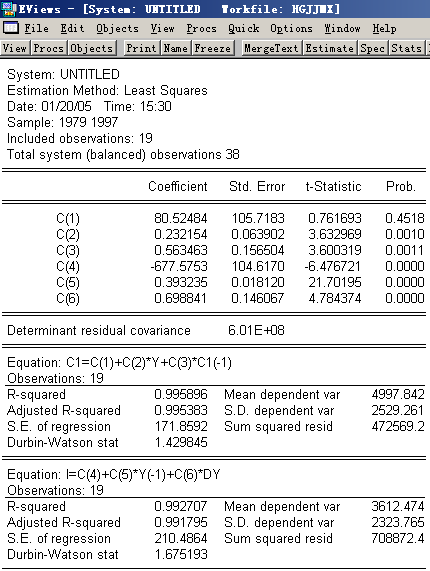 EViews - [System: UNTITLED Workfile: HGJJMX]
File Edit Objects View Procs Quick Options Window Help
View Procs Objects Print Name Freeze MergeText Estimate Spec Stats
System: UNTITLED
Estimation Method: Least Squares
Date: 01/20/05 Time: 15:30
Sample: 1979 1997
Included observations: 19
Total system (balanced) observations 38
Coefficient Std. Error t-Statistic Prob.
C(1) 80.52484 105.7183 0.761693 0.4518
C(2) 0.232154 0.063902 3.632969 0.0010
C(3) 0.563463 0.156504 3.600319 0.0011
C(4) -677.5753 104.6170 -6.476721 0.0000
C(5) 0.393235 0.018120 21.70195 0.0000
C(6) 0.698841 0.146067 4.784374 0.0000
Determinant residual covariance 6.01E+08
Equation: C1=C(1)+C(2)*Y+C(3)*C1(-1)
Observations: 19
R-squared 0.995896 Mean dependent var 4997.842
Adjusted R-squared 0.995383 S.D. dependent var 2529.261
S.E. of regression 171.8592 Sum squared resid 472569.2
Durbin-Watson stat 1.429845
Equation: I=C(4)+C(5)*Y(-1)+C(6)*DY
Observations: 19
R-squared 0.992707 Mean dependent var 3612.474
Adjusted R-squared 0.991795 S.D. dependent var 2323.765
S.E. of regression 210.4864 Sum squared resid 708872.4
Durbin-Watson stat 1.675193